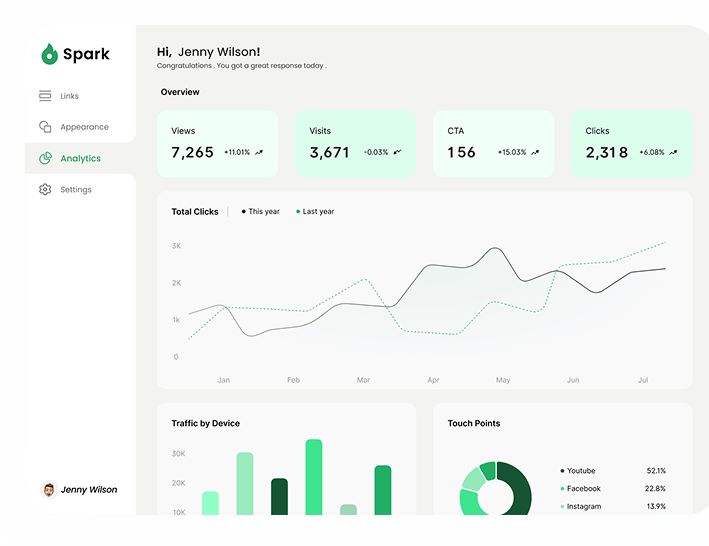 Spark
Links
Appearance
Analytics
Settings
Jenny Wilson
Hi, Jenny Wilson!
Congratulations . You got a great response today .
Overview
Views
7,265 +11.01%
Visits
3,671 -0.03%
CTA
156 +15.03%
Clicks
2,318 +6.08%
Total Clicks This year Last year
3K
2K
1k
0
Jan Feb Mar Apr May Jun Jul
Traffic by Device
30K
20K
10K
Touch Points
Youtube 52.1%
Facebook 22.8%
Instagram 13.9%